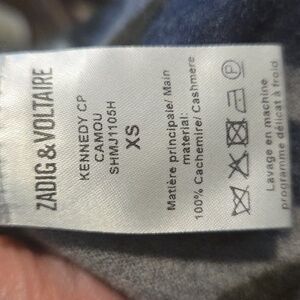 ZADIG & VOLTAIRE
KENNEDY CP
CAMOU
SHMJ1105H
XS
Matière principale/ Main
material:
100% Cachemire/ Cashmere
P
Lavage en machine
programme délicat à froid